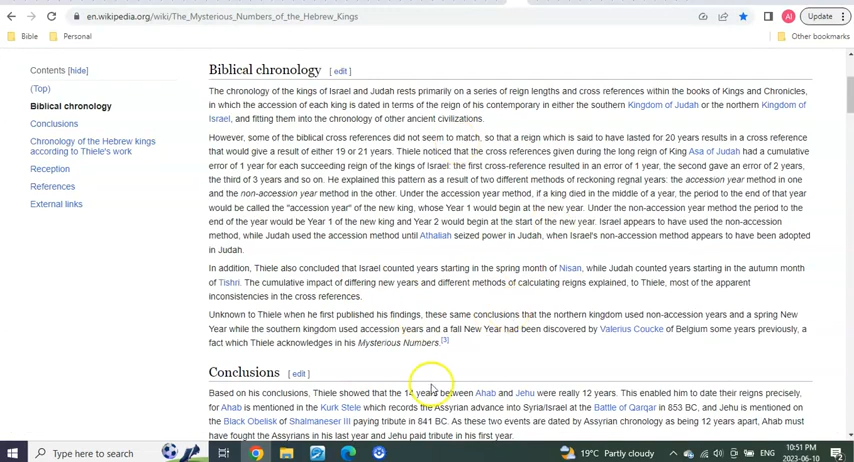 en.wikipedia.org/wiki/The_Mysterious_Numbers_of_the_Hebrew_Kings
AI
Update
Bible
Personal
Other bookmarks
Contents [hide]
(Top)
Biblical chronology
Conclusions
Chronology of the Hebrew kings
according to Thiele's work
Reception
References
External links
Biblical chronology [ edit ]
The chronology of the kings of Israel and Judah rests primarily on a series of reign lengths and cross references within the books of Kings and Chronicles,
in which the accession of each king is dated in terms of the reign of his contemporary in either the southern Kingdom of Judah or the northern Kingdom of
Israel, and fitting them into the chronology of other ancient civilizations.
However, some of the biblical cross references did not seem to match, so that a reign which is said to have lasted for 20 years results in a cross reference
that would give a result of either 19 or 21 years. Thiele noticed that the cross references given during the long reign of King Asa of Judah had a cumulative
error of 1 year for each succeeding reign of the kings of Israel: the first cross-reference resulted in an error of 1 year, the second gave an error of 2 years,
the third of 3 years and so on. He explained this pattern as a result of two different methods of reckoning regnal years: the accession year method in one
and the non-accession year method in the other. Under the accession year method, if a king died in the middle of a year, the period to the end of that year
would be called the "accession year" of the new king, whose Year 1 would begin at the new year. Under the non-accession year method the period to the
end of the year would be Year 1 of the new king and Year 2 would begin at the start of the new year. Israel appears to have used the non-accession
method, while Judah used the accession method until Athaliah seized power in Judah, when Israel's non-accession method appears to have been adopted
in Judah.
In addition, Thiele also concluded that Israel counted years starting in the spring month of Nisan, while Judah counted years starting in the autumn month
of Tishri. The cumulative impact of differing new years and different methods of calculating reigns explained, to Thiele, most of the apparent
inconsistencies in the cross references.
Unknown to Thiele when he first published his findings, these same conclusions that the northern kingdom used non-accession years and a spring New
Year while the southern kingdom used accession years and a fall New Year had been discovered by Valerius Coucke of Belgium some years previously, a
fact which Thiele acknowledges in his Mysterious Numbers.[3]
Conclusions [ edit ]
Based on his conclusions, Thiele showed that the 14 years between Ahab and Jehu were really 12 years. This enabled him to date their reigns precisely,
for Ahab is mentioned in the Kurk Stele which records the Assyrian advance into Syria/Israel at the Battle of Qarqar in 853 BC, and Jehu is mentioned on
the Black Obelisk of Shalmaneser III paying tribute in 841 BC. As these two events are dated by Assyrian chronology as being 12 years apart, Ahab must
have fought the Assyrians in his last year and Jehu paid tribute in his first year.
Type here to search
19°C Partly cloudy
ENG
10:51 PM
2023-06-10
2